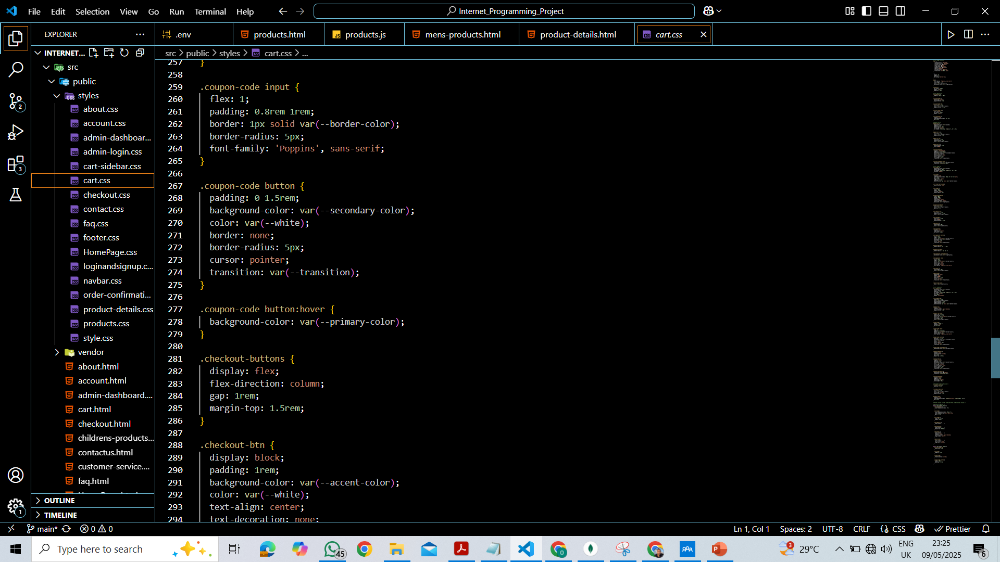 File Edit Selection View Go Run Terminal Help
Internet_Programming_Project
EXPLORER
.env
products.html
products.js
mens-products.html
product-details.html
cart.css
INTERNET...
src > public > styles > cart.css > ...
src
public
styles
about.css
account.css
admin-dashboar...
admin-login.css
cart-sidebar.css
cart.css
checkout.css
contact.css
faq.css
footer.css
HomePage.css
loginandsignup.c...
navbar.css
order-confirmati...
product-details.css
products.css
style.css
vendor
about.html
account.html
admin-dashboard....
cart.html
checkout.html
childrens-products...
contactus.html
customer-service....
faq.html
OUTLINE
TIMELINE
2
3
1
257 }
258
259 .coupon-code input {
260 flex: 1;
261 padding: 0.8rem 1rem;
262 border: 1px solid var(--border-color);
263 border-radius: 5px;
264 font-family: 'Poppins', sans-serif;
265 }
266
267 .coupon-code button {
268 padding: 0 1.5rem;
269 background-color: var(--secondary-color);
270 color: var(--white);
271 border: none;
272 border-radius: 5px;
273 cursor: pointer;
274 transition: var(--transition);
275 }
276
277 .coupon-code button:hover {
278 background-color: var(--primary-color);
279 }
280
281 .checkout-buttons {
282 display: flex;
283 flex-direction: column;
284 gap: 1rem;
285 margin-top: 1.5rem;
286 }
287
288 .checkout-btn {
289 display: block;
290 padding: 1rem;
291 background-color: var(--accent-color);
292 color: var(--white);
293 text-align: center;
294 text-decoration: none;
main* 0 0
Ln 1, Col 1 Spaces: 2 UTF-8 CRLF {} CSS Prettier
Type here to search
45
3
29°C
ENG
UK
23:25
09/05/2025
6